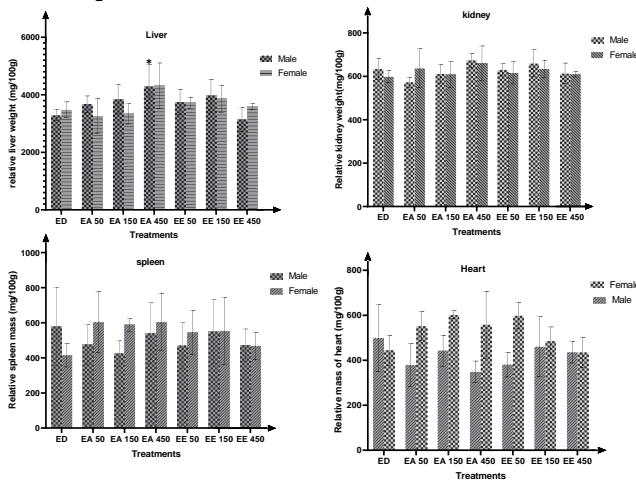 Liver
relative liver weight (mg/100g)
6000
4000
2000
0
*
Male
Female
ED EA 50 EA 150 EA 450 EE 50 EE 150 EE 450
Treatments
kidney
Relative kidney weight(mg/100g)
800
600
400
200
0
Male
Female
ED EA 50 EA 150 EA 450 EE 50 EE 150 EE 450
Treatments
spleen
Relative spleen mass (mg/100g)
1000
800
600
400
200
0
Male
Female
ED EA 50 EA 150 EA 450 EE 50 EE 150 EE 450
Treatments
Heart
Relative mass of heart (mg/100g)
800
600
400
200
0
Female
Male
ED EA 50 EA 150 EA 450 EE 50 EE 150 EE 450
Treatments